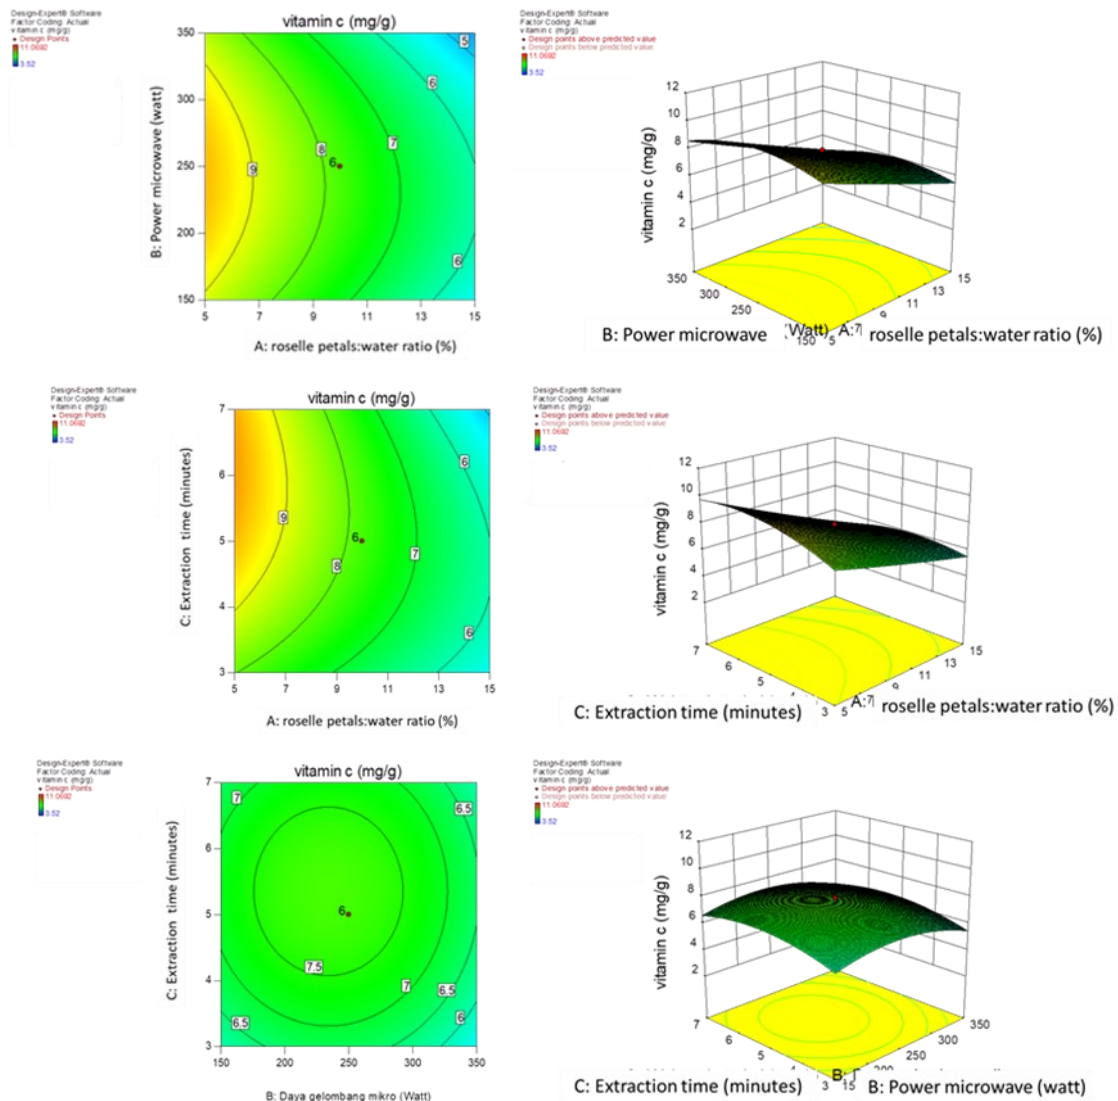 Design-Expert® Software
Factor Coding: Actual
vitamin c (mg/g)
Design Points
11.0692
3.52
vitamin c (mg/g)
350
300
250
200
150
B: Power microwave (watt)
5
6
7
8
9
6
6
5
7
9
11
13
15
A: roselle petals:water ratio (%)
Design-Expert® Software
Factor Coding: Actual
vitamin c (mg/g)
Design points above predicted value
Design points below predicted value
11.0692
3.52
12
10
8
6
4
2
vitamin c (mg/g)
350
300
250
150
5
9
11
13
15
B: Power microwave (Watt) A: 7 roselle petals:water ratio (%)
Design-Expert® Software
Factor Coding: Actual
vitamin c (mg/g)
Design Points
11.0692
3.52
vitamin c (mg/g)
7
6
5
4
3
C: Extraction time (minutes)
6
9
6
8
7
6
5
7
9
11
13
15
A: roselle petals:water ratio (%)
Design-Expert® Software
Factor Coding: Actual
vitamin c (mg/g)
Design points above predicted value
Design points below predicted value
11.0692
3.52
12
10
8
6
4
2
vitamin c (mg/g)
7
6
5
4
3
5
9
11
13
15
C: Extraction time (minutes) A: 7 roselle petals:water ratio (%)
Design-Expert® Software
Factor Coding: Actual
vitamin c (mg/g)
Design Points
11.0692
3.52
vitamin c (mg/g)
7
6
5
4
3
C: Extraction time (minutes)
7
6.5
6
7.5
7
6.5
6.5
6
150
200
250
300
350
B: Daya gelombang mikro (Watt)
Design-Expert® Software
Factor Coding: Actual
vitamin c (mg/g)
Design points above predicted value
Design points below predicted value
11.0692
3.52
12
10
8
6
4
2
vitamin c (mg/g)
7
6
5
4
3
15
250
300
350
C: Extraction time (minutes) B: Power microwave (watt)